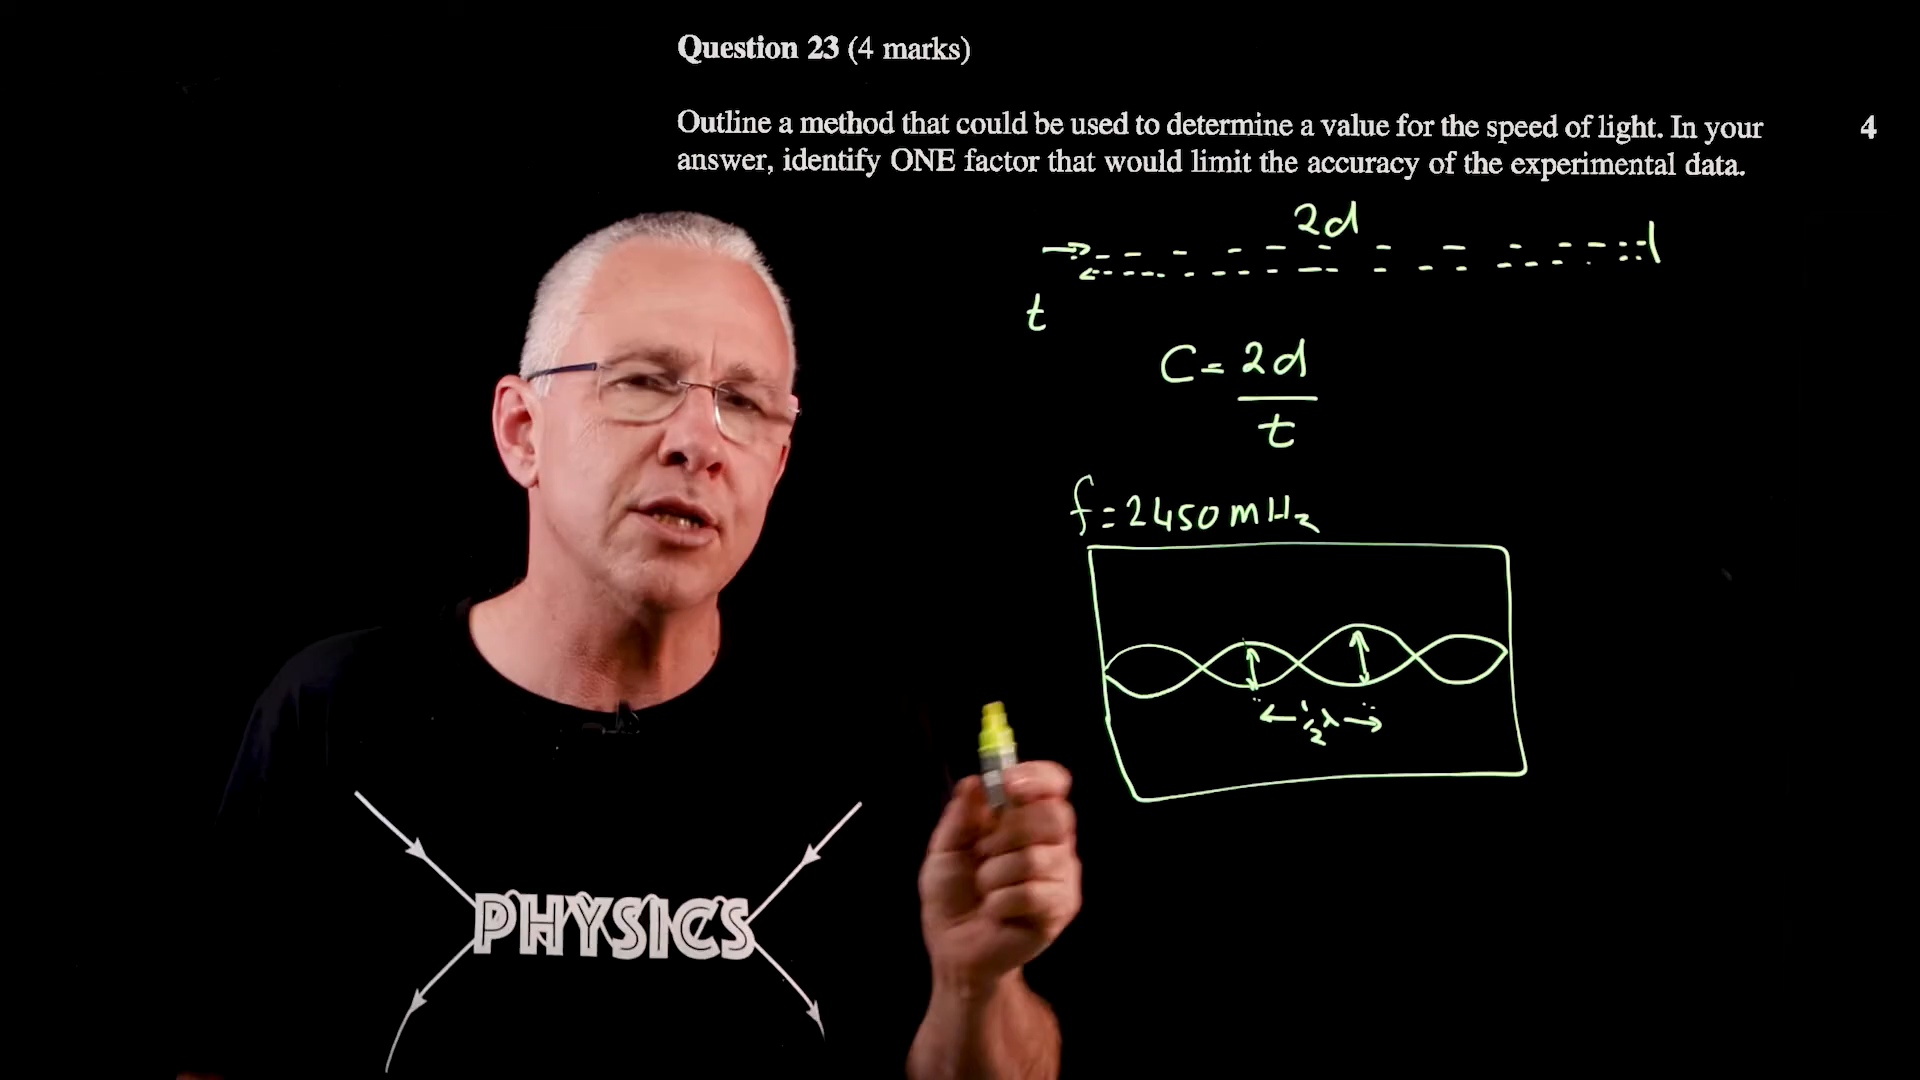 Question 23 (4 marks)
Outline a method that could be used to determine a value for the speed of light. In your 4
answer, identify ONE factor that would limit the accuracy of the experimental data.
2d
t
C = 2d
t
f = 2450 mHz
1/2 λ
PHYSICS